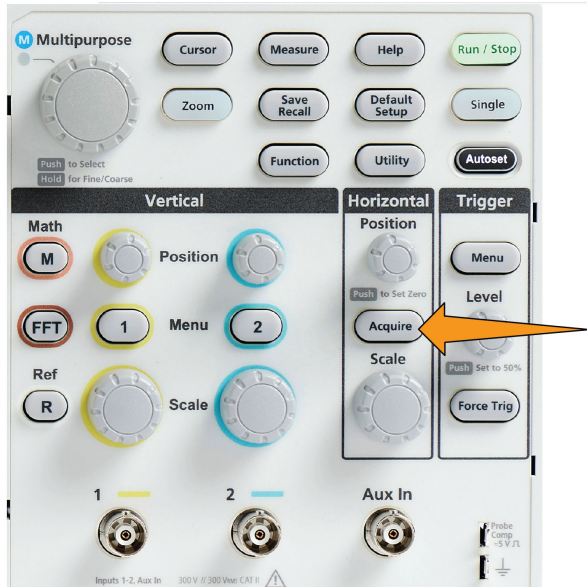 M Multipurpose
Cursor
Measure
Help
Run / Stop
Zoom
Save
Recall
Default
Setup
Single
Push to Select
Hold for Fine/Coarse
Function
Utility
Autoset
Vertical
Horizontal
Trigger
Math
M
Position
Position
Push to Set Zero
Menu
Level
FFT
1
Menu
2
Acquire
Push Set to 50%
Ref
R
Scale
Scale
Force Trig
1
2
Aux In
Inputs 1-2, Aux In
300 V // 300 VRMS CAT II
Probe
Comp
~5 V